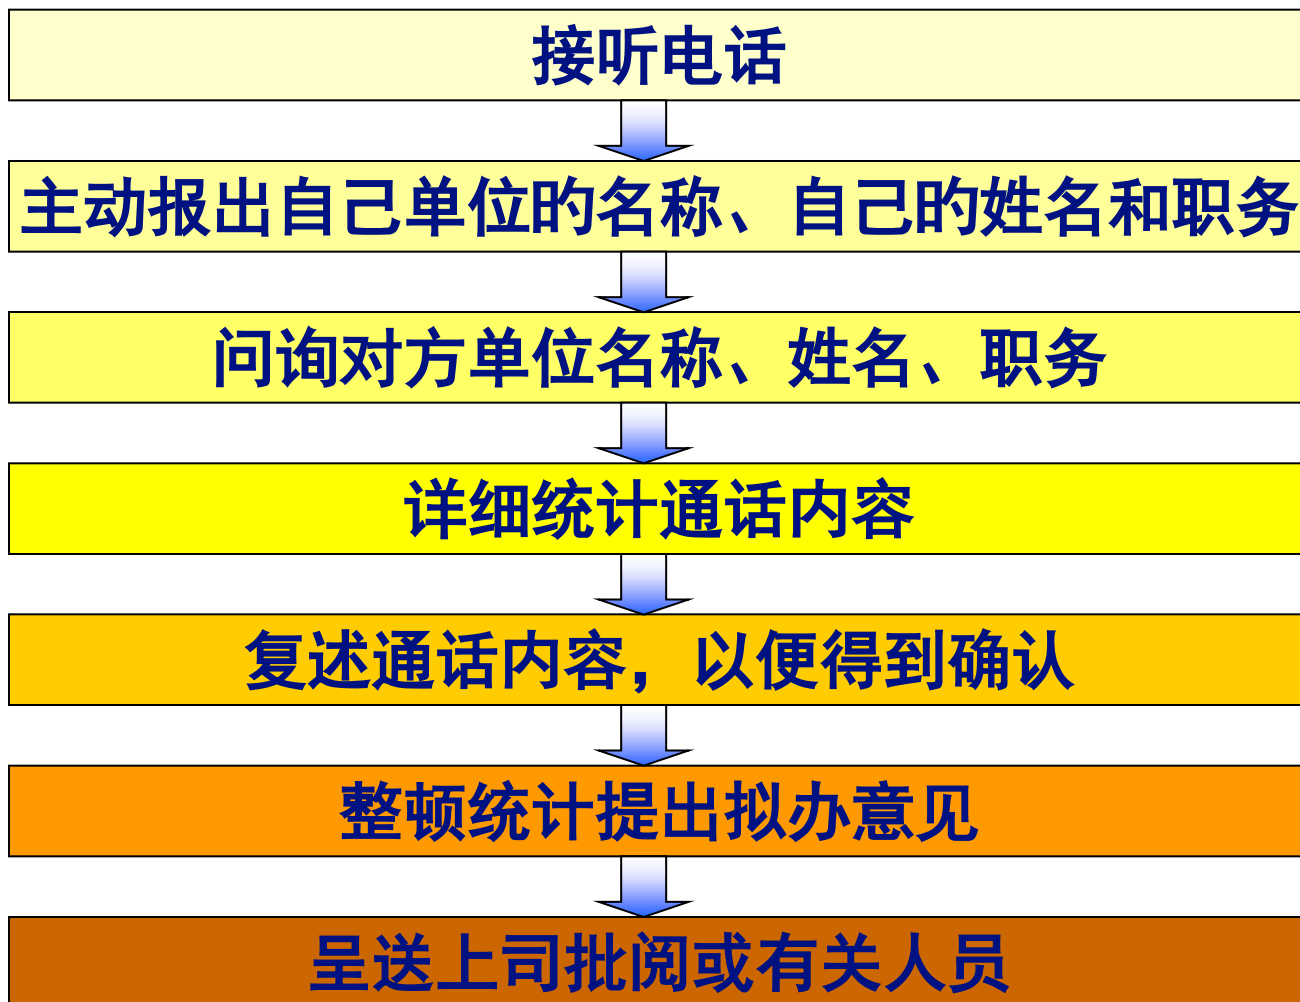 接听电话
主动报出自己单位旳名称、自己旳姓名和职务
问询对方单位名称、姓名、职务
详细统计通话内容
复述通话内容，以便得到确认
整顿统计提出拟办意见
呈送上司批阅或有关人员